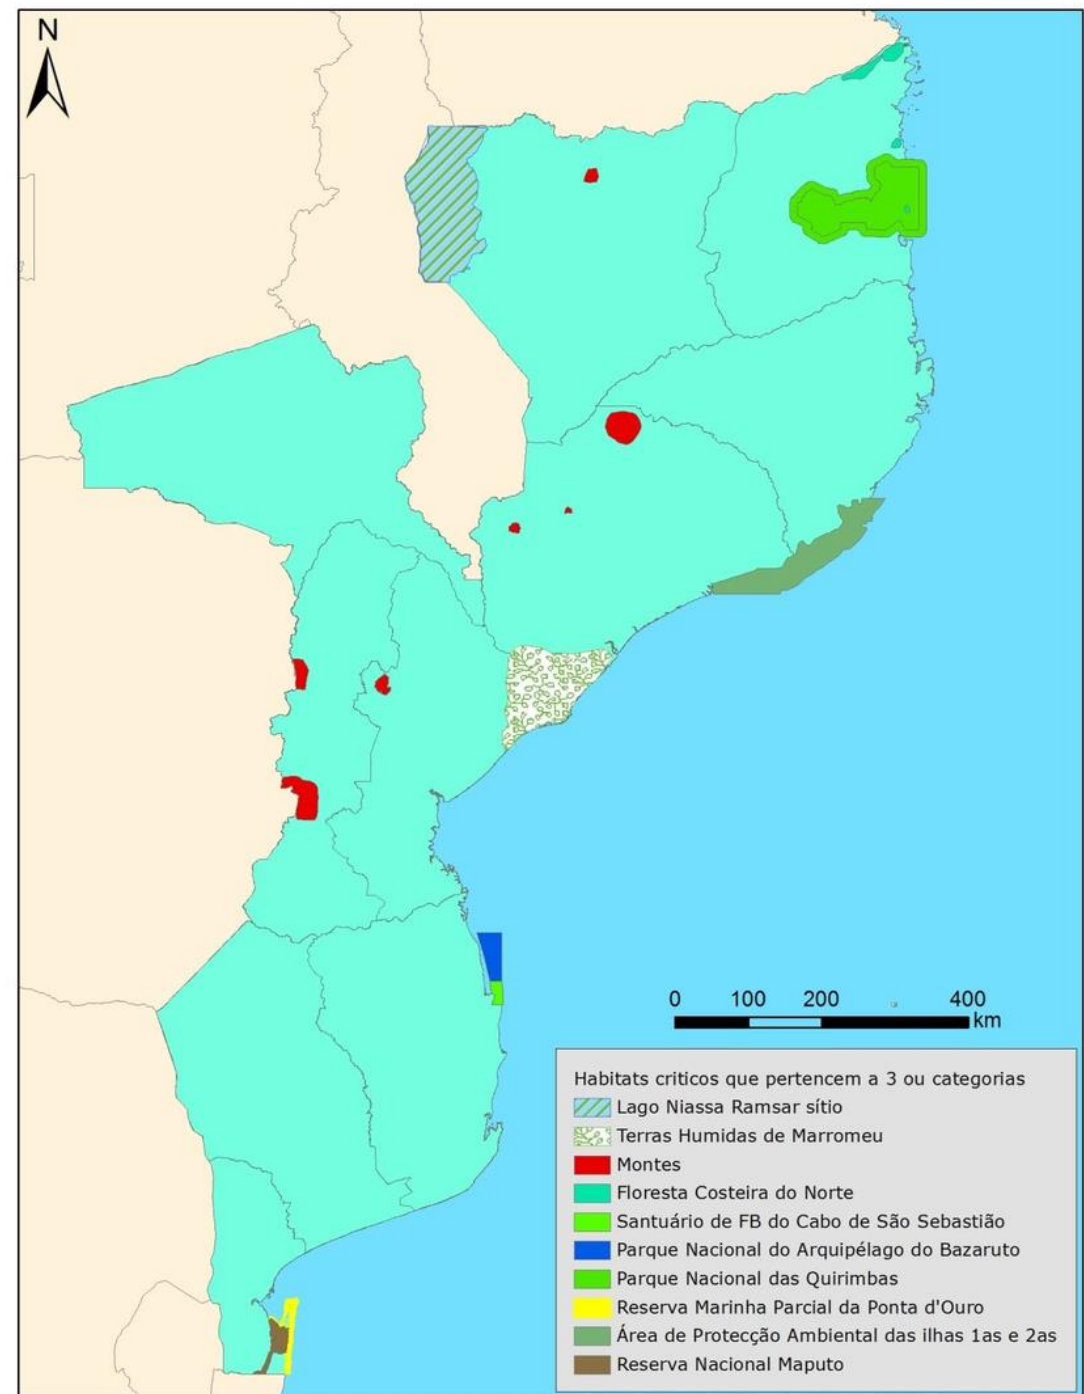 N
0 100 200 400
km
Habitats criticos que pertencem a 3 ou categorias
Lago Niassa Ramsar sítio
Terras Humidas de Marromeu
Montes
Floresta Costeira do Norte
Santuário de FB do Cabo de São Sebastião
Parque Nacional do Arquipélago do Bazaruto
Parque Nacional das Quirimbas
Reserva Marinha Parcial da Ponta d'Ouro
Área de Protecção Ambiental das ilhas 1as e 2as
Reserva Nacional Maputo